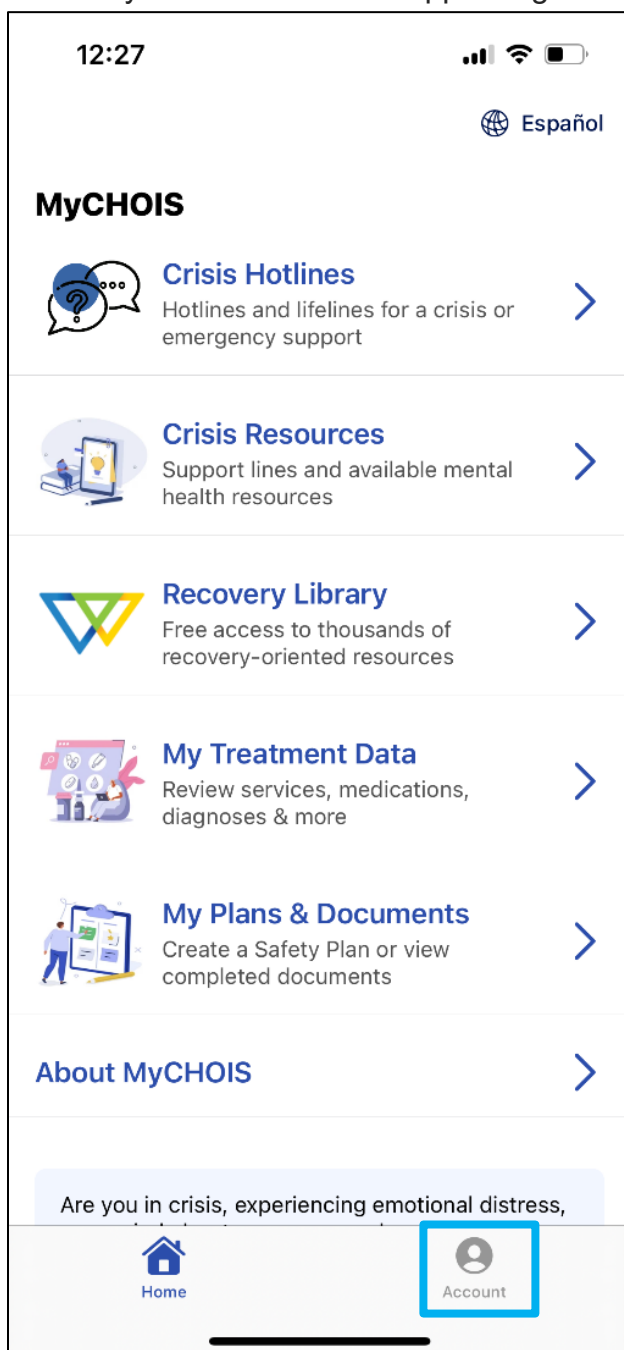 12:27
Español
MyCHOIS
Crisis Hotlines
Hotlines and lifelines for a crisis or
emergency support
Crisis Resources
Support lines and available mental
health resources
Recovery Library
Free access to thousands of
recovery-oriented resources
My Treatment Data
Review services, medications,
diagnoses & more
My Plans & Documents
Create a Safety Plan or view
completed documents
About MyCHOIS
Are you in crisis, experiencing emotional distress,
Home
Account